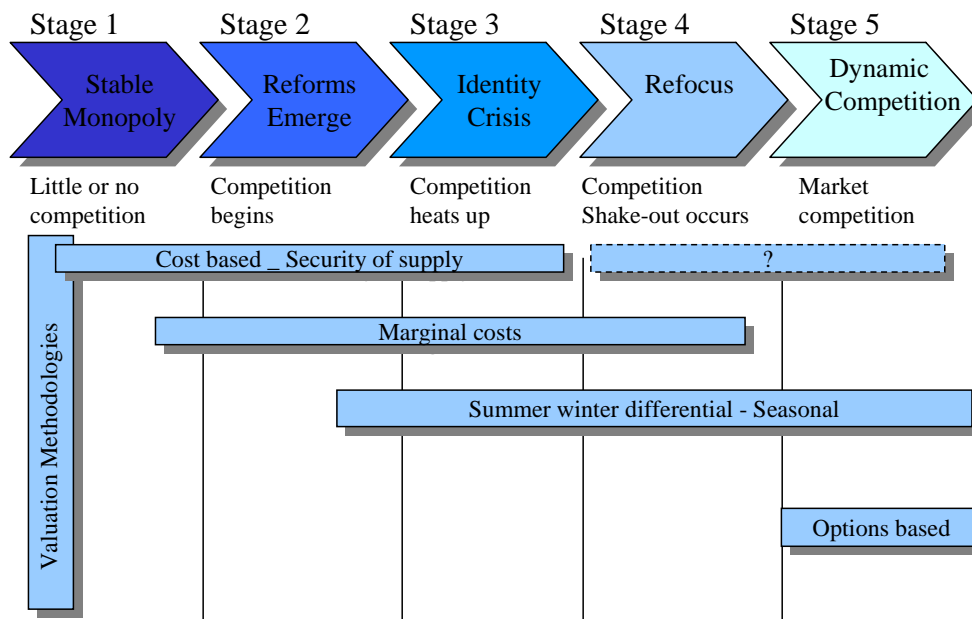 Stage 1
Stage 2
Stage 3
Stage 4
Stage 5
Stable
Monopoly
Reforms
Emerge
Identity
Crisis
Refocus
Dynamic
Competition
Little or no
competition
Competition
begins
Competition
heats up
Competition
Shake-out occurs
Market
competition
Valuation Methodologies
Cost based _ Security of supply
?
Marginal costs
Summer winter differential - Seasonal
Options based